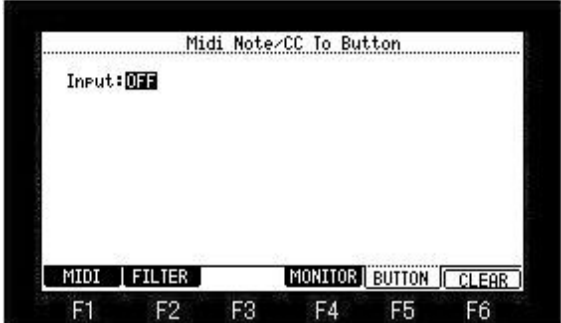 Midi Note/CC To Button
Input:OFF
MIDI FILTER MONITOR BUTTON CLEAR
F1 F2 F3 F4 F5 F6